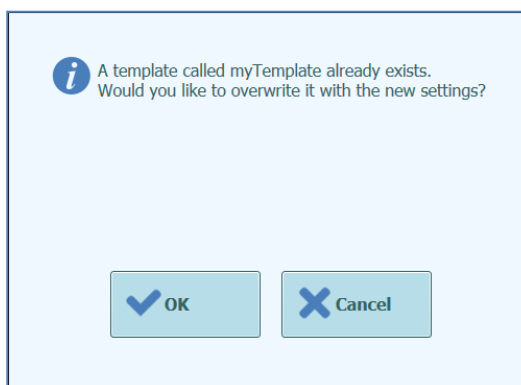 A template called myTemplate already exists.
Would you like to overwrite it with the new settings?
OK
Cancel